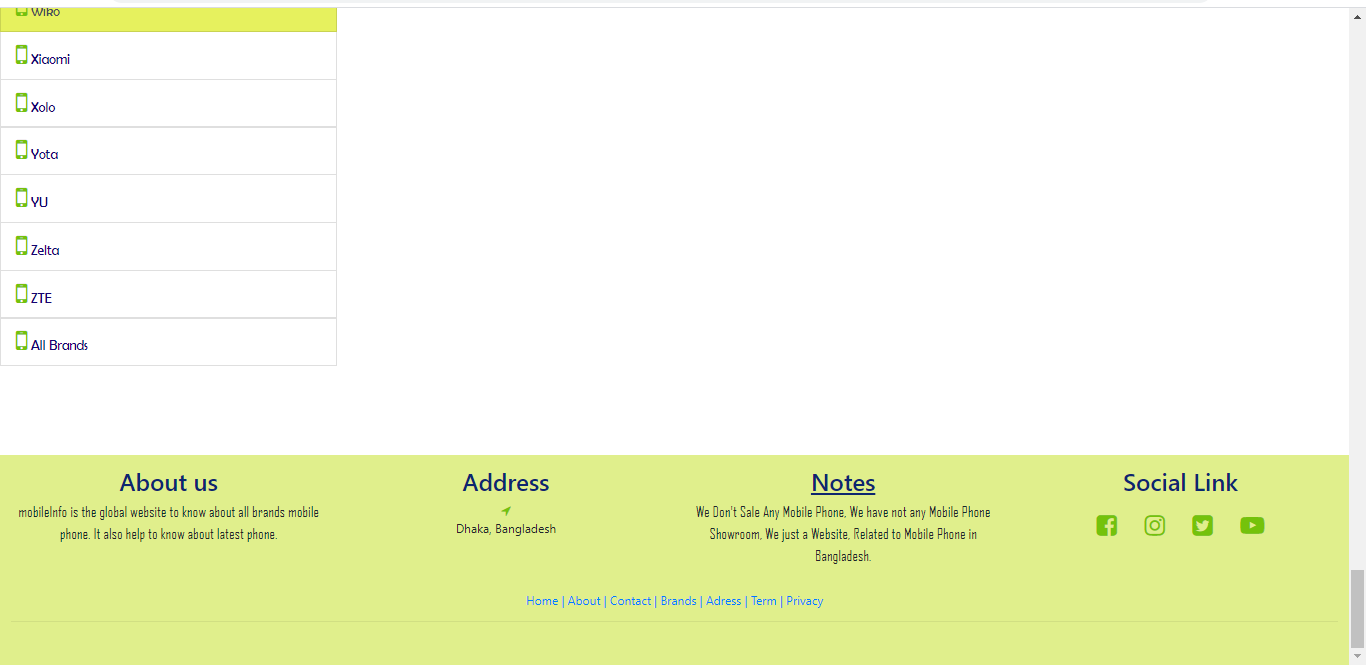 Wiko
Xiaomi
Xolo
Yota
YU
Zelta
ZTE
All Brands
About us
mobileInfo is the global website to know about all brands mobile
phone. It also help to know about latest phone.
Address
Dhaka, Bangladesh
Notes
We Don't Sale Any Mobile Phone, We have not any Mobile Phone
Showroom, We just a Website, Related to Mobile Phone in
Bangladesh.
Social Link
Home | About | Contact | Brands | Adress | Term | Privacy